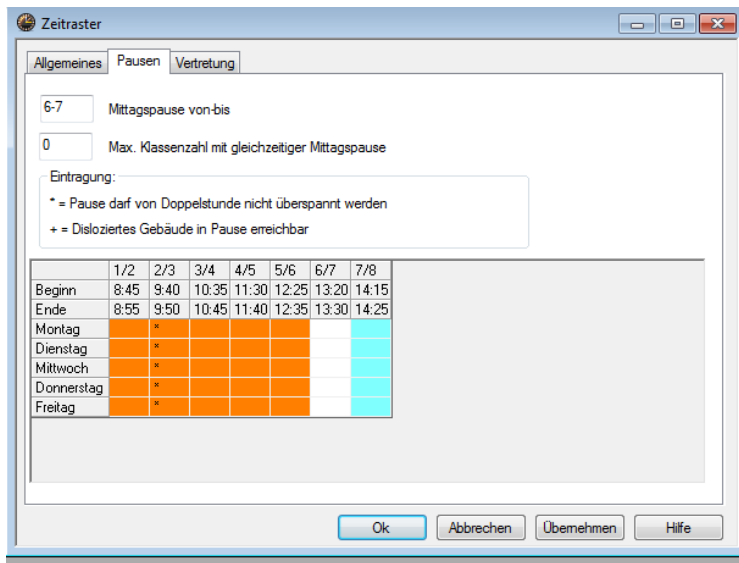 Zeitraster
Allgemeines Pausen Vertretung
6-7 Mittagspause von-bis
0 Max. Klassenzahl mit gleichzeitiger Mittagspause
Eintragung:
* = Pause darf von Doppelstunde nicht überspannt werden
+ = Disloziertes Gebäude in Pause erreichbar
1/2 2/3 3/4 4/5 5/6 6/7 7/8
Beginn 8:45 9:40 10:35 11:30 12:25 13:20 14:15
Ende 8:55 9:50 10:45 11:40 12:35 13:30 14:25
Montag *
Dienstag *
Mittwoch *
Donnerstag *
Freitag *
Ok Abbrechen Übernehmen Hilfe